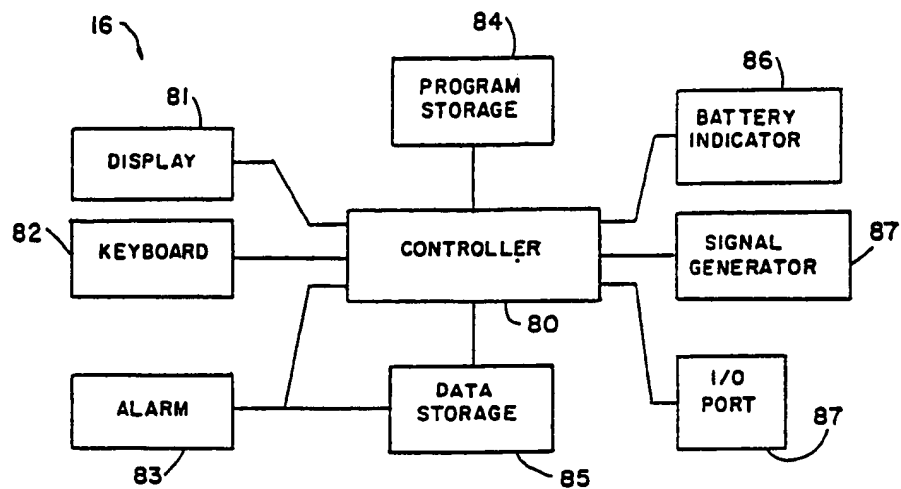 16
84
PROGRAM
STORAGE
86
BATTERY
INDICATOR
81
DISPLAY
82
KEYBOARD
CONTROLLER
80
SIGNAL
GENERATOR
87
ALARM
83
DATA
STORAGE
85
I/O
PORT
87